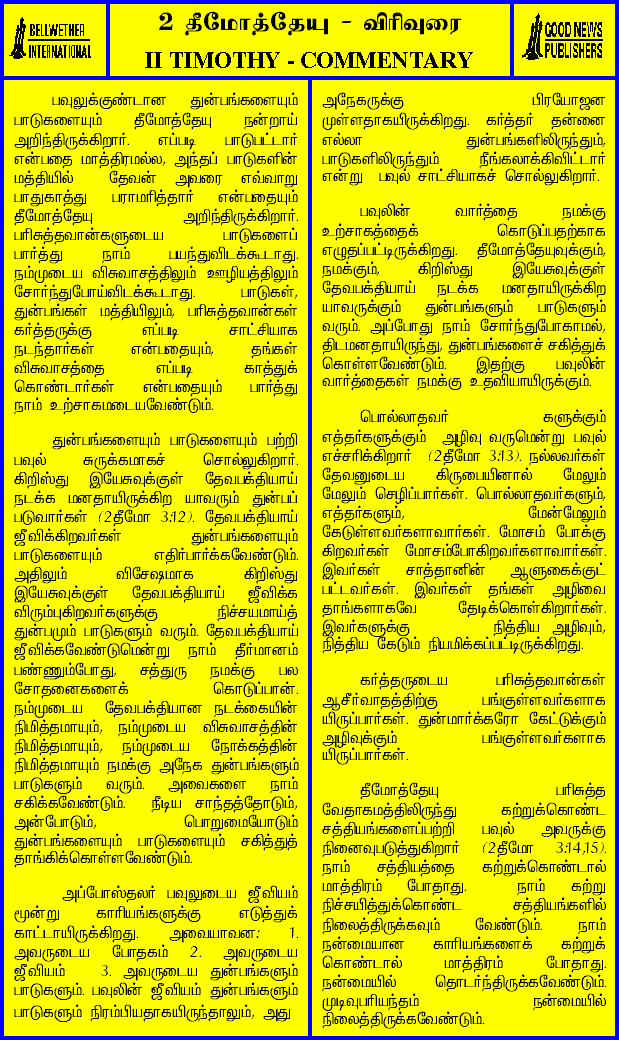 BELLWETHER
INTERNATIONAL
2 தீமோத்தேயு - விரிவுரை
II TIMOTHY - COMMENTARY
GOOD NEWS
PUBLISHERS
பவுலுக்குண்டான துன்பங்களையும்
பாடுகளையும் தீமோத்தேயு நன்றாய்
அறிந்திருக்கிறார். எப்படி பாடுபட்டார்
என்பதை மாத்திரமல்ல, அந்தப் பாடுகளின்
மத்தியில் தேவன் அவரை எவ்வாறு
பாதுகாத்து பராமரித்தார் என்பதையும்
தீமோத்தேயு அறிந்திருக்கிறார்.
பரிசுத்தவான்களுடைய பாடுகளைப்
பார்த்து நாம் பயந்துவிடக்கூடாது.
நம்முடைய விசுவாசத்திலும் ஊழியத்திலும்
சோர்ந்துபோய்விடக்கூடாது. பாடுகள்,
துன்பங்கள் மத்தியிலும், பரிசுத்தவான்கள்
கர்த்தருக்கு எப்படி சாட்சியாக
நடந்தார்கள் என்பதையும், தங்கள்
விசுவாசத்தை எப்படி காத்துக்
கொண்டார்கள் என்பதையும் பார்த்து
நாம் உற்சாகமடையவேண்டும்.
துன்பங்களையும் பாடுகளையும் பற்றி
பவுல் சுருக்கமாகச் சொல்லுகிறார்.
கிறிஸ்து இயேசுவுக்குள் தேவபக்தியாய்
நடக்க மனதாயிருக்கிற யாவரும் துன்பப்
படுவார்கள் (2தீமோ 3:12). தேவபக்தியாய்
ஜீவிக்கிறவர்கள் துன்பங்களையும்
பாடுகளையும் எதிர்பார்க்கவேண்டும்.
அதிலும் விசேஷமாக கிறிஸ்து
இயேசுவுக்குள் தேவபக்தியாய் ஜீவிக்க
விரும்புகிறவர்களுக்கு நிச்சயமாய்த்
துன்பமும் பாடுகளும் வரும். தேவபக்தியாய்
ஜீவிக்கவேண்டுமென்று நாம் தீர்மானம்
பண்ணும்போது, சத்துரு நமக்கு பல
சோதனைகளைக் கொடுப்பான்.
நம்முடைய தேவபக்தியான நடக்கையின்
நிமித்தமாயும், நம்முடைய விசுவாசத்தின்
நிமித்தமாயும், நம்முடைய நோக்கத்தின்
நிமித்தமாயும் நமக்கு அநேக துன்பங்களும்
பாடுகளும் வரும். அவைகளை நாம்
சகிக்கவேண்டும். நீடிய சாந்தத்தோடும்,
அன்போடும், பொறுமையோடும்
துன்பங்களையும் பாடுகளையும் சகித்துத்
தாங்கிக்கொள்ளவேண்டும்.
அப்போஸ்தலர் பவுலுடைய ஜீவியம்
மூன்று காரியங்களுக்கு எடுத்துக்
காட்டாயிருக்கிறது. அவையாவன: 1.
அவருடைய போதகம் 2. அவருடைய
ஜீவியம் 3. அவருடைய துன்பங்களும்
பாடுகளும். பவுலின் ஜீவியம் துன்பங்களும்
பாடுகளும் நிரம்பியதாயிருந்தாலும், அது
அநேகருக்கு பிரயோஜன
முள்ளதாகயிருக்கிறது. கர்த்தர் தன்னை
எல்லா துன்பங்களிலிருந்தும்,
பாடுகளிலிருந்தும் நீங்கலாக்கிவிட்டார்
என்று பவுல் சாட்சியாகச் சொல்லுகிறார்.
பவுலின் வார்த்தை நமக்கு
உற்சாகத்தைக் கொடுப்பதற்காக
எழுதப்பட்டிருக்கிறது. தீமோத்தேயுவுக்கும்,
நமக்கும், கிறிஸ்து இயேசுவுக்குள்
தேவபக்தியாய் நடக்க மனதாயிருக்கிற
யாவருக்கும் துன்பங்களும் பாடுகளும்
வரும். அப்போது நாம் சோர்ந்துபோகாமல்,
திடமனதாயிருந்து, துன்பங்களைச் சகித்துக்
கொள்ளவேண்டும். இதற்கு பவுலின்
வார்த்தைகள் நமக்கு உதவியாயிருக்கும்.
பொல்லாதவர் களுக்கும்
எத்தர்களுக்கும் அழிவு வருமென்று பவுல்
எச்சரிக்கிறார் (2தீமோ 3:13). நல்லவர்கள்
தேவனுடைய கிருபையினால் மேலும்
மேலும் செழிப்பார்கள். பொல்லாதவர்களும்,
எத்தர்களும், மேன்மேலும்
கேடுள்ளவர்களாவார்கள். மோசம் போக்கு
கிறவர்கள் மோசம்போகிறவர்களாவார்கள்.
இவர்கள் சாத்தானின் ஆளுகைக்குட்
பட்டவர்கள். இவர்கள் தங்கள் அழிவை
தாங்களாகவே தேடிக்கொள்கிறார்கள்.
இவர்களுக்கு நித்திய அழிவும்,
நித்திய கேடும் நியமிக்கப்பட்டிருக்கிறது.
கர்த்தருடைய பரிசுத்தவான்கள்
ஆசீர்வாதத்திற்கு பங்குள்ளவர்களாக
யிருப்பார்கள். துன்மார்க்கரோ கேட்டுக்கும்
அழிவுக்கும் பங்குள்ளவர்களாக
யிருப்பார்கள்.
தீமோத்தேயு பரிசுத்த
வேதாகமத்திலிருந்து கற்றுக்கொண்ட
சத்தியங்களைப்பற்றி பவுல் அவருக்கு
நினைவுபடுத்துகிறார் (2தீமோ 3:14,15).
நாம் சத்தியத்தை கற்றுக்கொண்டால்
மாத்திரம் போதாது. நாம் கற்று
நிச்சயித்துக்கொண்ட சத்தியங்களில்
நிலைத்திருக்கவும் வேண்டும். நாம்
நன்மையான காரியங்களைக் கற்றுக்
கொண்டால் மாத்திரம் போதாது.
நன்மையில் தொடர்ந்திருக்கவேண்டும்.
முடிவுபரியந்தம் நன்மையில்
நிலைத்திருக்கவேண்டும்.